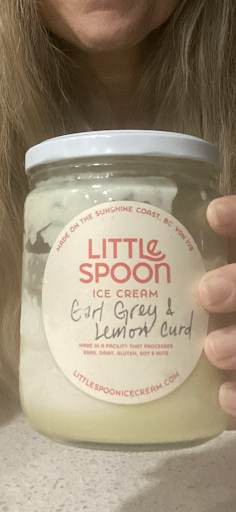 MADE ON THE SUNSHINE COAST, BC V0N 1V2
LITTLE
SPOON
ICE CREAM
Earl Grey &
Lemon Curd
MADE IN A FACILITY THAT PROCESSES
EGGS, DAIRY, GLUTEN, SOY & NUTS
LITTLESPOONICECREAM.COM